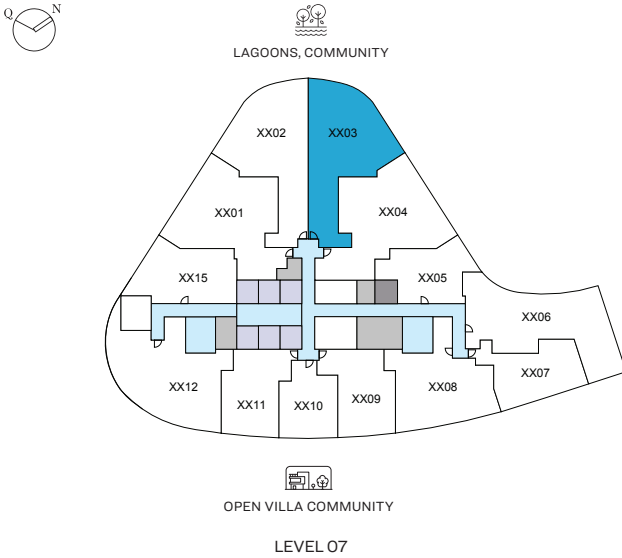 Q N
LAGOONS, COMMUNITY
XX02 XX03
XX01 XX04
XX15 XX05
XX06
XX12 XX11 XX10 XX09 XX08 XX07
OPEN VILLA COMMUNITY
LEVEL 07